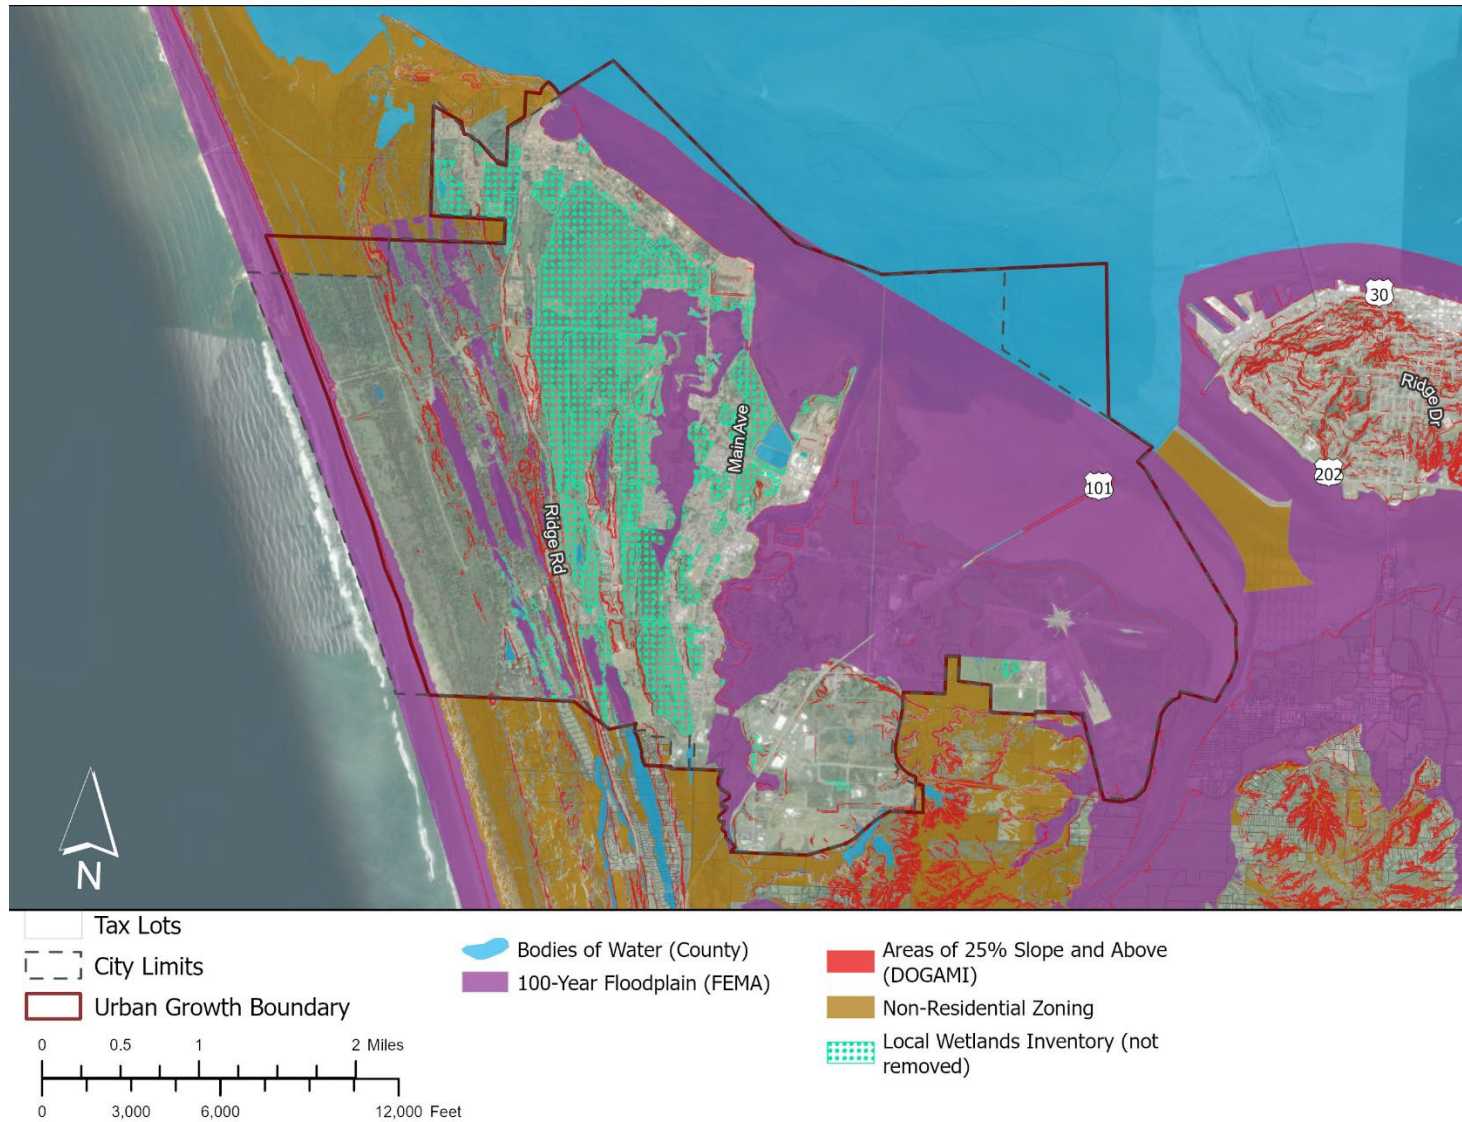 30
Ridge Dr
202
Main Ave
101
Ridge Rd
N
Tax Lots
City Limits
Urban Growth Boundary
0 0.5 1 2 Miles
0 3,000 6,000 12,000 Feet
Bodies of Water (County)
100-Year Floodplain (FEMA)
Areas of 25% Slope and Above
(DOGAMI)
Non-Residential Zoning
Local Wetlands Inventory (not
removed)